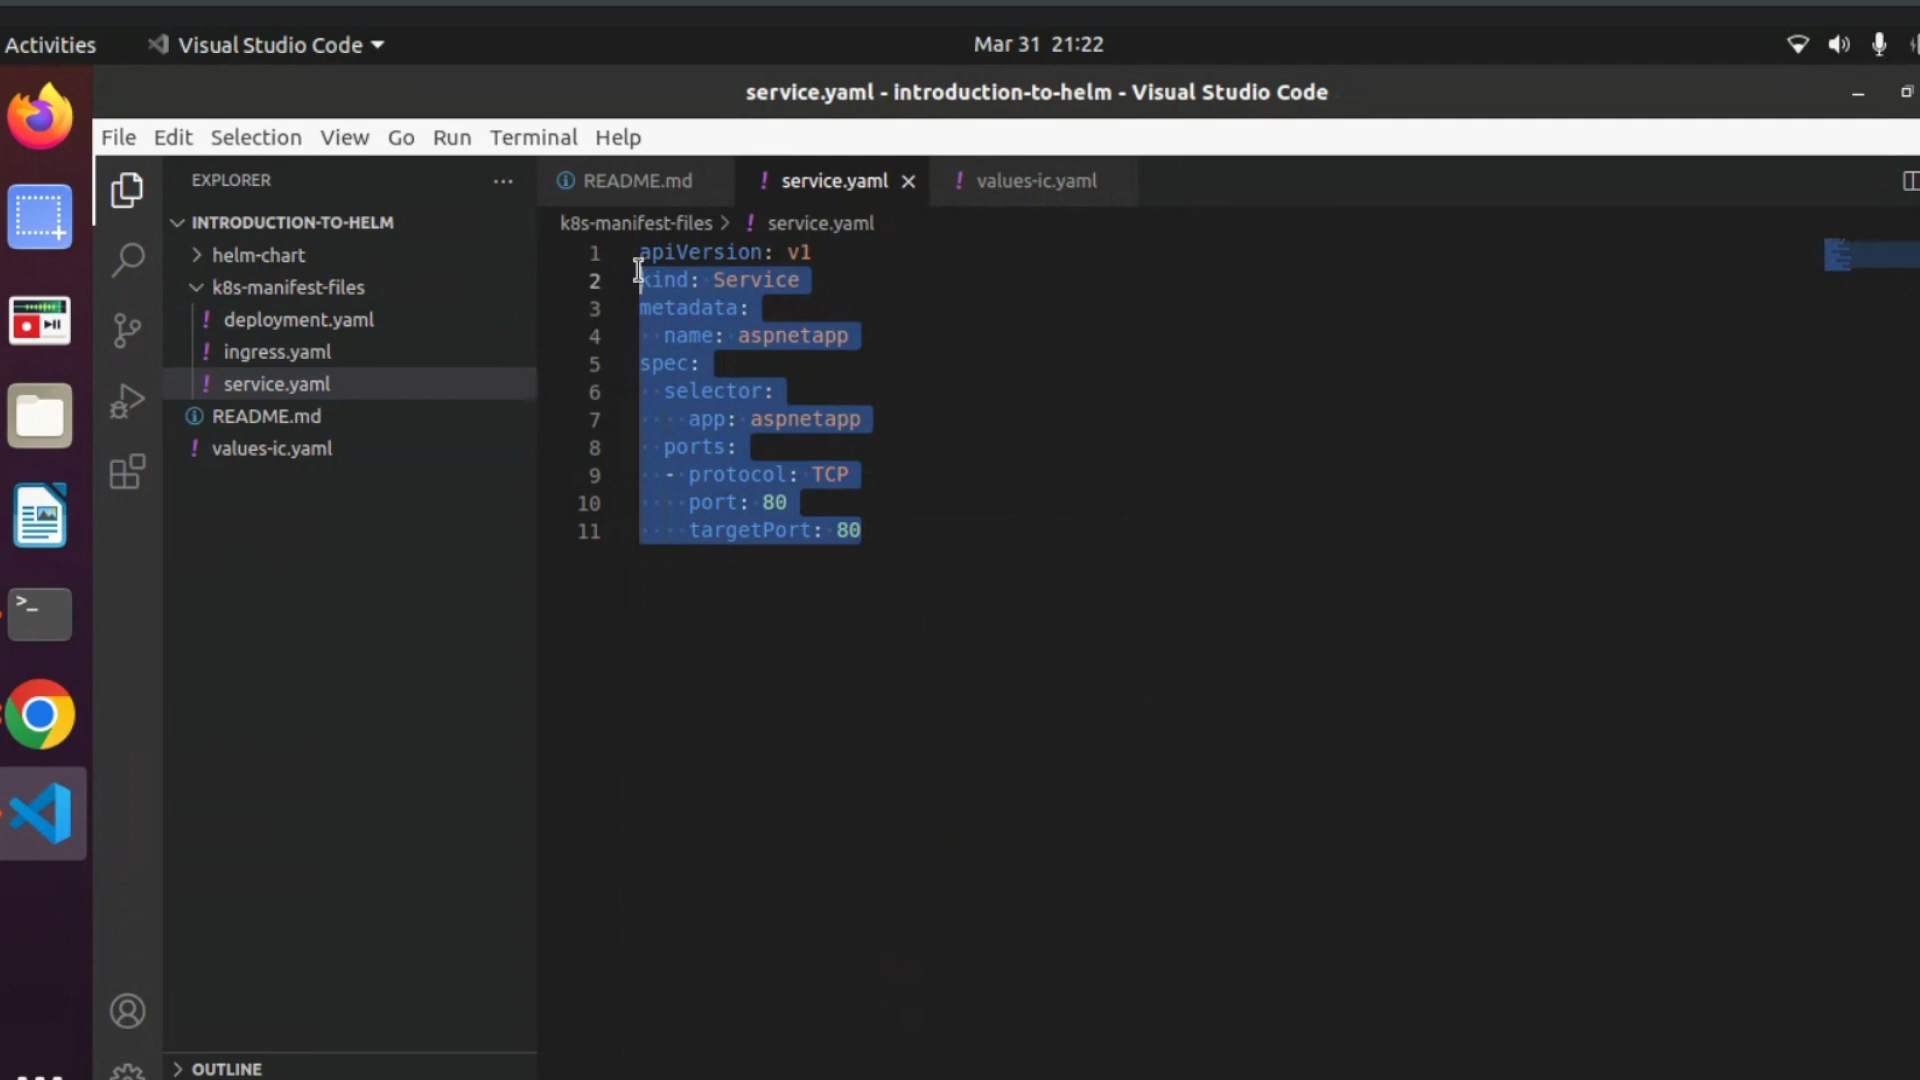 Activities
Visual Studio Code
Mar 31 21:22
service.yaml - introduction-to-helm - Visual Studio Code
File Edit Selection View Go Run Terminal Help
EXPLORER
INTRODUCTION-TO-HELM
helm-chart
k8s-manifest-files
! deployment.yaml
! ingress.yaml
! service.yaml
README.md
! values-ic.yaml
OUTLINE
README.md
! service.yaml
! values-ic.yaml
k8s-manifest-files > ! service.yaml
1 apiVersion: v1
2 kind: Service
3 metadata:
4   name: aspnetapp
5 spec:
6   selector:
7     app: aspnetapp
8   ports:
9   - protocol: TCP
10     port: 80
11     targetPort: 80